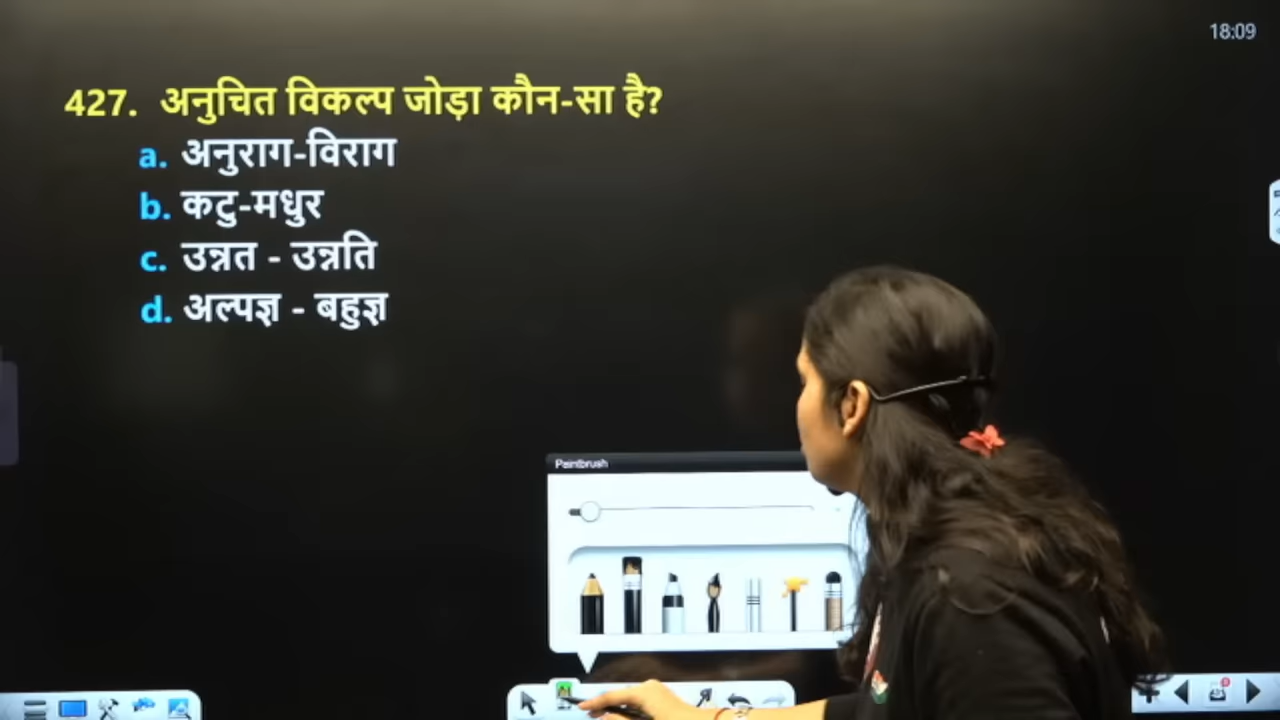 18:09
427. अनुचित विकल्प जोड़ा कौन-सा है?
a. अनुराग-विराग
b. कटु-मधुर
c. उन्नत - उन्नति
d. अल्पज्ञ - बहुज्ञ
Paintbrush